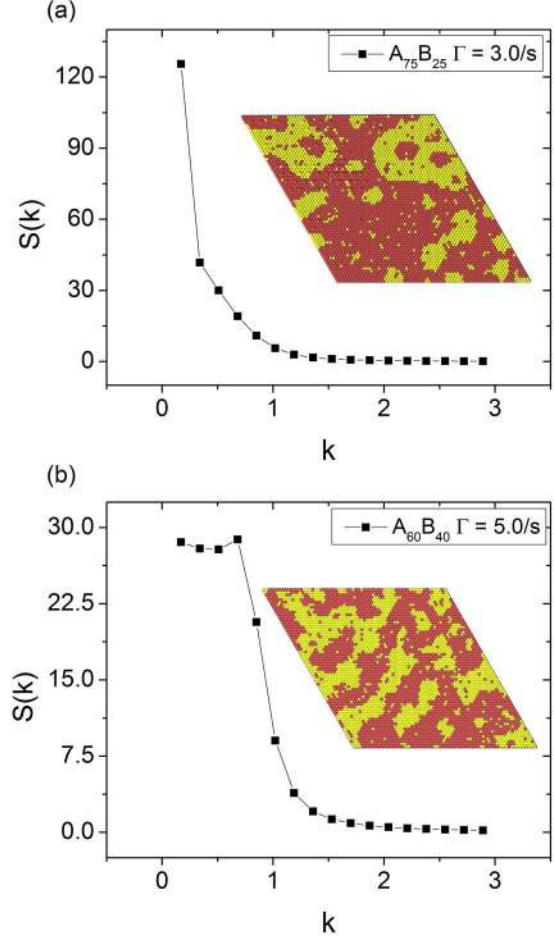 (a)
A₇₅B₂₅ Γ = 3.0/s
120
90
60
30
0
S(k)
0 1 2 3
k
(b)
A₆₀B₄₀ Γ = 5.0/s
30.0
22.5
15.0
7.5
0.0
S(k)
0 1 2 3
k